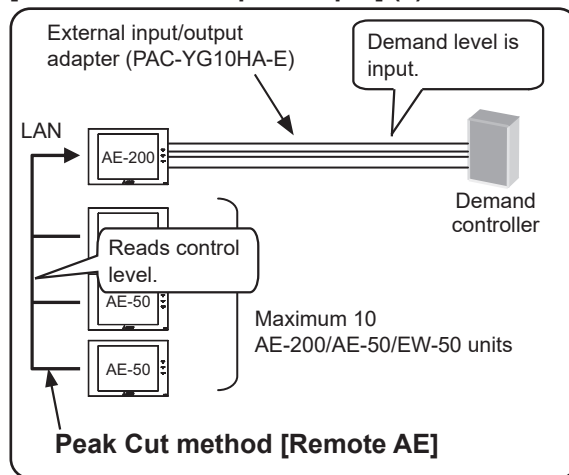 External input/output
adapter (PAC-YG10HA-E)
Demand level is
input.
LAN
AE-200
Demand
controller
Reads control
level.
AE-50
AE-50
Maximum 10
AE-200/AE-50/EW-50 units
Peak Cut method [Remote AE]